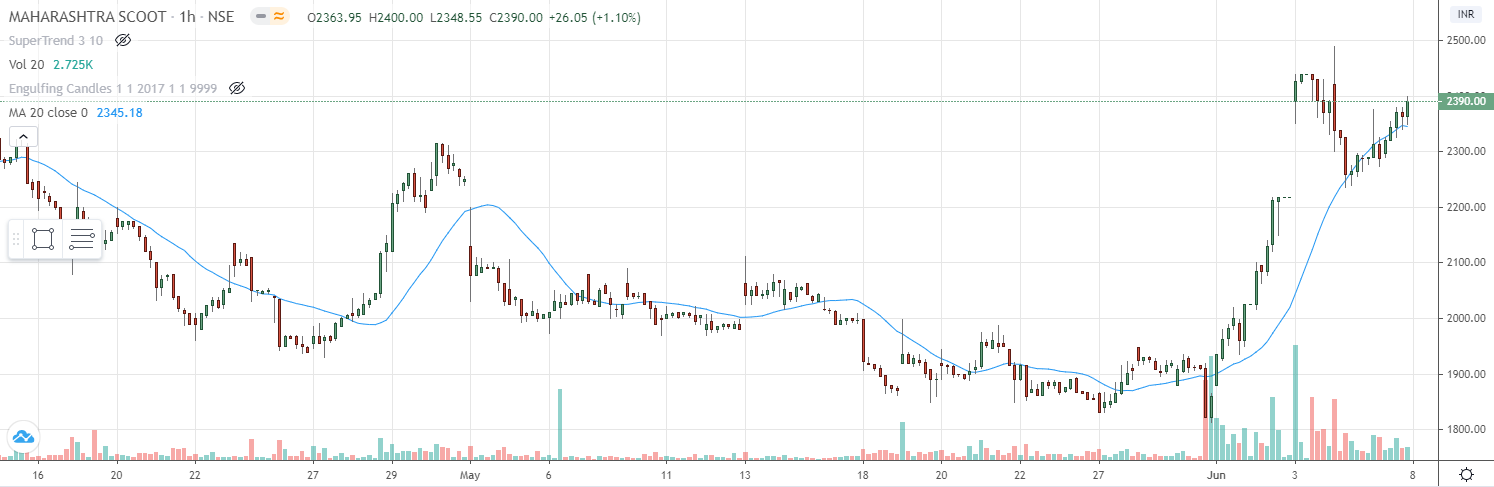 MAHARASHTRA SCOOT · 1h · NSE O2363.95 H2400.00 L2348.55 C2390.00 +26.05 (+1.10%)
INR
SuperTrend 3 10
2500.00
Vol 20 2.725K
Engulfing Candles 1 1 2017 1 1 9999
2390.00
MA 20 close 0 2345.18
2300.00
2200.00
2100.00
2000.00
1900.00
1800.00
16 20 22 27 29 May 6 11 13 18 20 22 27 Jun 3 8